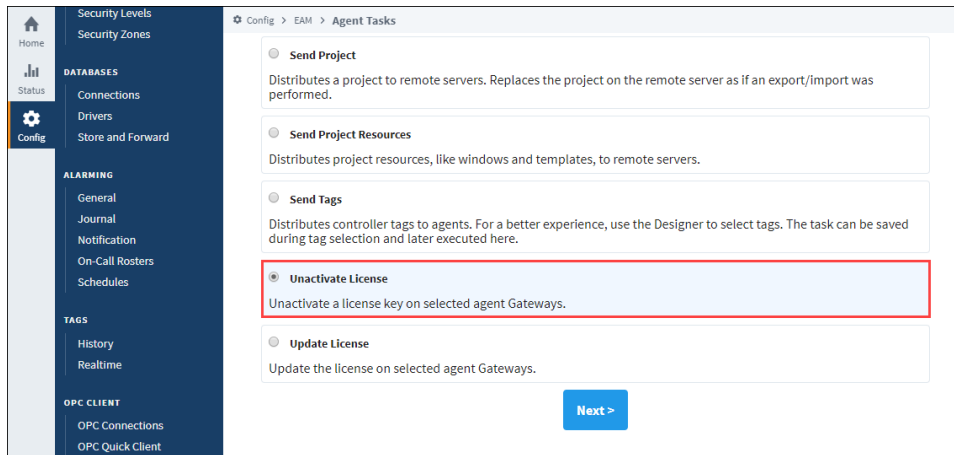 Home
Status
Config
Security Levels
Security Zones
DATABASES
Connections
Drivers
Store and Forward
ALARMING
General
Journal
Notification
On-Call Rosters
Schedules
TAGS
History
Realtime
OPC CLIENT
OPC Connections
OPC Quick Client
Config > EAM > Agent Tasks
Send Project
Distributes a project to remote servers. Replaces the project on the remote server as if an export/import was
performed.
Send Project Resources
Distributes project resources, like windows and templates, to remote servers.
Send Tags
Distributes controller tags to agents. For a better experience, use the Designer to select tags. The task can be saved
during tag selection and later executed here.
Unactivate License
Unactivate a license key on selected agent Gateways.
Update License
Update the license on selected agent Gateways.
Next >